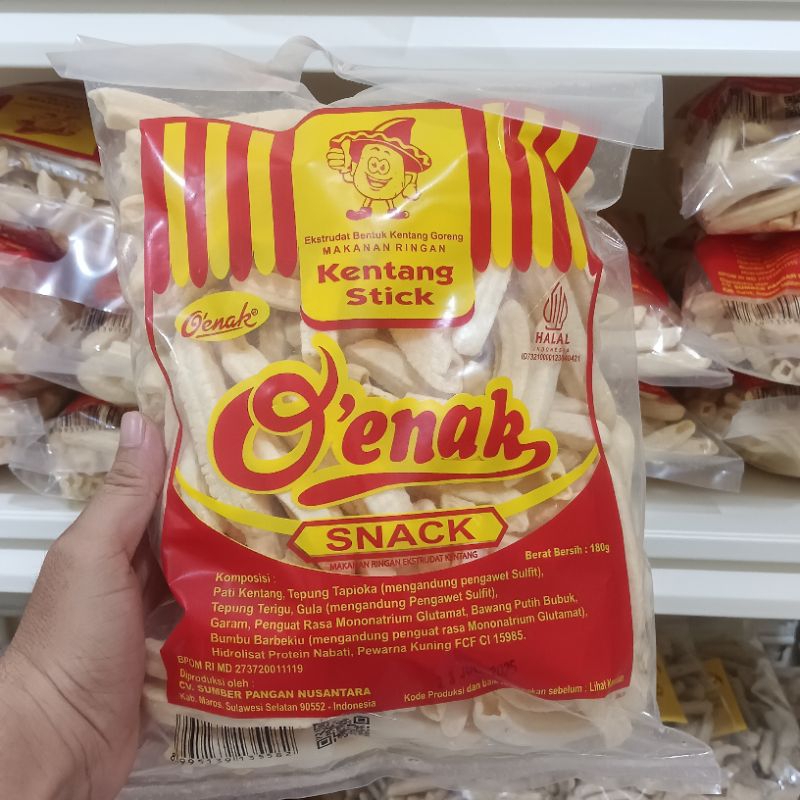 Ekstrudat Bentuk Kentang Goreng
MAKANAN RINGAN
Kentang
Stick
O'enak®
HALAL
INDONESIA
O'enak
SNACK
MAKANAN RINGAN EKSTRUDAT KENTANG
Berat Bersih : 180g
Komposisi :
Pati Kentang, Tepung Tapioka (mengandung pengawet Sulfit),
Tepung Terigu, Gula (mengandung Pengawet Sulfit),
Garam, Penguat Rasa Mononatrium Glutamat, Bawang Putih Bubuk,
Bumbu Barbekiu (mengandung penguat rasa Mononatrium Glutamat),
Hidrolisat Protein Nabati, Pewarna Kuning FCF CI 15985.
BPOM RI MD 273720011119
Diproduksi oleh :
CV. SUMBER PANGAN NUSANTARA
Kab. Maros, Sulawesi Selatan 90552 - Indonesia
2025
Kode Produksi dan baik sebelum : Lihat